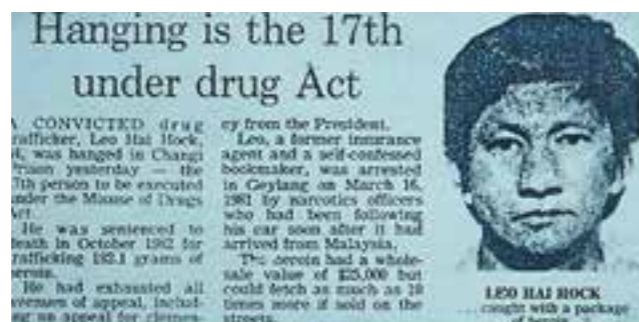 Hanging is the 17th
under drug Act
A CONVICTED drug
trafficker, Leo Hai Hock,
was hanged in Changi
Prison yesterday — the
17th person to be executed
under the Misuse of Drugs
Act.
He was sentenced to
death in October 1982 for
trafficking grams of
heroin.
He had exhausted all
avenues of appeal, includ-
ing an appeal for clemen-
cy from the President.
Leo, a former insurance
agent and a self-confessed
bookmaker, was arrested
in Geylang on March 16,
1981 by narcotics officers
who had been following
his car soon after it had
arrived from Malaysia.
The heroin had a whole-
sale value of $25,000 but
could fetch as much as 10
times more if sold on the
streets.
LEO HAI HOCK
... caught with a package
of heroin